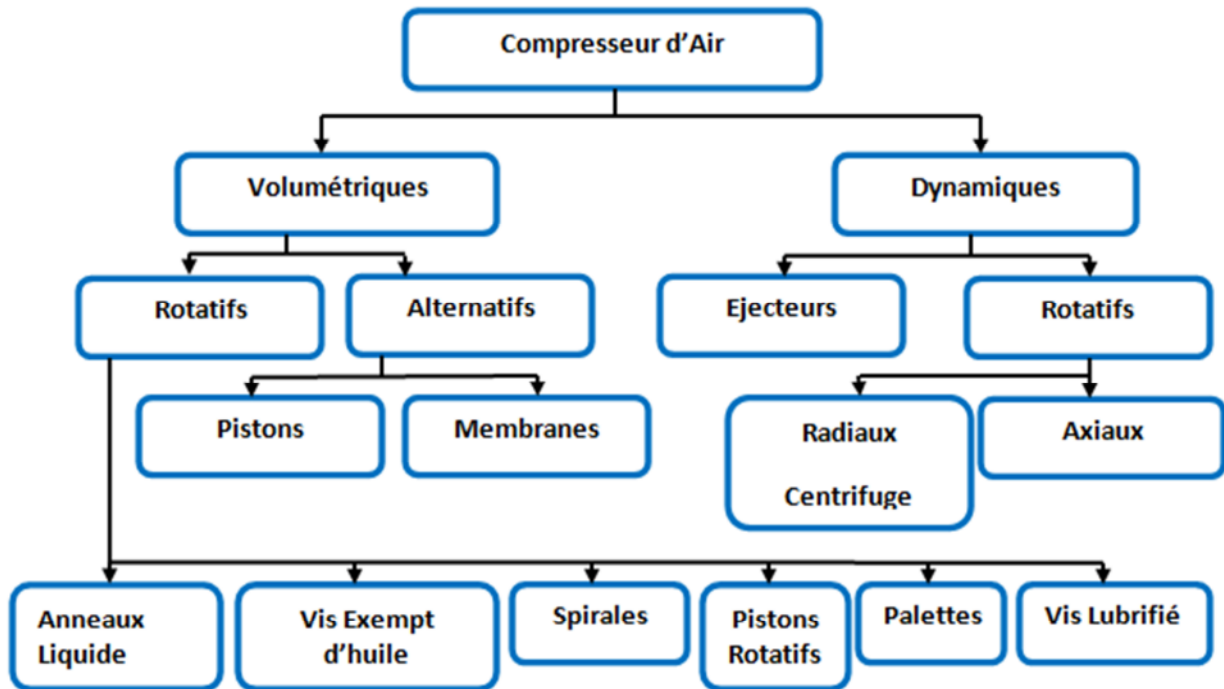 Compresseur d’Air
Volumétriques
Dynamiques
Rotatifs
Alternatifs
Ejecteurs
Rotatifs
Pistons
Membranes
Radiaux
Centrifuge
Axiaux
Anneaux
Liquide
Vis Exempt
d’huile
Spirales
Pistons
Rotatifs
Palettes
Vis Lubrifié